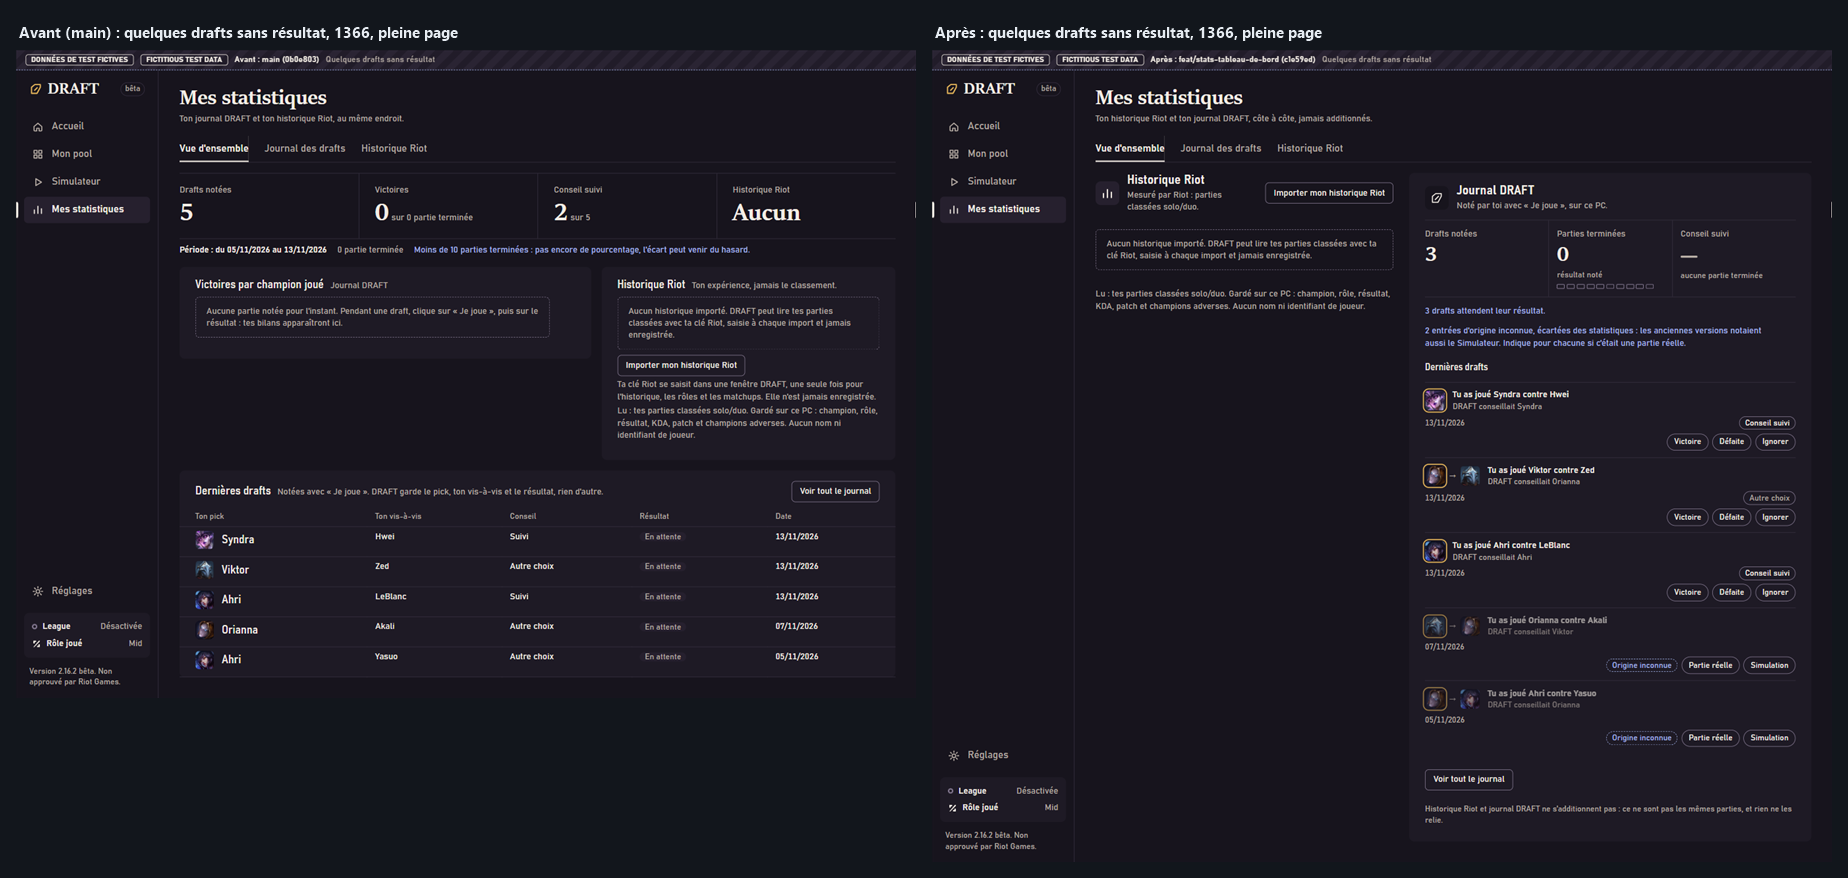 Avant (main) : quelques drafts sans résultat, 1366, pleine page
DONNÉES DE TEST FICTIVES
FICTITIOUS TEST DATA
Avant : main (0b0e803)
Quelques drafts sans résultat
DRAFT
bêta
Accueil
Mon pool
Simulateur
Mes statistiques
Réglages
League
Désactivée
Rôle joué
Mid
Version 2.16.2 bêta. Non
approuvé par Riot Games.
Mes statistiques
Ton journal DRAFT et ton historique Riot, au même endroit.
Vue d'ensemble
Journal des drafts
Historique Riot
Drafts notées
5
Victoires
0 sur 0 partie terminée
Conseil suivi
2 sur 5
Historique Riot
Aucun
Période : du 05/11/2026 au 13/11/2026
0 partie terminée
Moins de 10 parties terminées : pas encore de pourcentage, l'écart peut venir du hasard.
Victoires par champion joué
Journal DRAFT
Aucune partie notée pour l'instant. Pendant une draft, clique sur « Je joue », puis sur le
résultat : tes bilans apparaîtront ici.
Historique Riot
Ton expérience, jamais le classement.
Aucun historique importé. DRAFT peut lire tes parties
classées avec ta clé Riot, saisie à chaque import et jamais
enregistrée.
Importer mon historique Riot
Ta clé Riot se saisit dans une fenêtre DRAFT, une seule fois pour
l'historique, les rôles et les matchups. Elle n'est jamais enregistrée.
Lu : tes parties classées solo/duo. Gardé sur ce PC : champion, rôle,
résultat, KDA, patch et champions adverses. Aucun nom ni
identifiant de joueur.
Dernières drafts
Notées avec « Je joue ». DRAFT garde le pick, ton vis-à-vis et le résultat, rien d'autre.
Voir tout le journal
Ton pick
Ton vis-à-vis
Conseil
Résultat
Date
Syndra
Hwei
Suivi
En attente
13/11/2026
Viktor
Zed
Autre choix
En attente
13/11/2026
Ahri
LeBlanc
Suivi
En attente
13/11/2026
Orianna
Akali
Autre choix
En attente
07/11/2026
Ahri
Yasuo
Autre choix
En attente
05/11/2026
Après : quelques drafts sans résultat, 1366, pleine page
DONNÉES DE TEST FICTIVES
FICTITIOUS TEST DATA
Après : feat/stats-tableau-de-bord (c1e59ed)
Quelques drafts sans résultat
DRAFT
bêta
Accueil
Mon pool
Simulateur
Mes statistiques
Réglages
League
Désactivée
Rôle joué
Mid
Version 2.16.2 bêta. Non
approuvé par Riot Games.
Mes statistiques
Ton historique Riot et ton journal DRAFT, côte à côte, jamais additionnés.
Vue d'ensemble
Journal des drafts
Historique Riot
Historique Riot
Mesuré par Riot : parties
classées solo/duo.
Importer mon historique Riot
Aucun historique importé. DRAFT peut lire tes parties classées avec ta
clé Riot, saisie à chaque import et jamais enregistrée.
Lu : tes parties classées solo/duo. Gardé sur ce PC : champion, rôle, résultat,
KDA, patch et champions adverses. Aucun nom ni identifiant de joueur.
Journal DRAFT
Noté par toi avec « Je joue », sur ce PC.
Drafts notées
3
Parties terminées
0
résultat noté
Conseil suivi
—
aucune partie terminée
3 drafts attendent leur résultat.
2 entrées d'origine inconnue, écartées des statistiques : les anciennes versions notaient
aussi le Simulateur. Indique pour chacune si c'était une partie réelle.
Dernières drafts
Tu as joué Syndra contre Hwei
DRAFT conseillait Syndra
13/11/2026
Conseil suivi
Victoire
Défaite
Ignorer
Tu as joué Viktor contre Zed
DRAFT conseillait Orianna
13/11/2026
Autre choix
Victoire
Défaite
Ignorer
Tu as joué Ahri contre LeBlanc
DRAFT conseillait Ahri
13/11/2026
Conseil suivi
Victoire
Défaite
Ignorer
Tu as joué Orianna contre Akali
DRAFT conseillait Viktor
07/11/2026
Origine inconnue
Partie réelle
Simulation
Tu as joué Ahri contre Yasuo
DRAFT conseillait Orianna
05/11/2026
Origine inconnue
Partie réelle
Simulation
Voir tout le journal
Historique Riot et journal DRAFT ne s'additionnent pas : ce ne sont pas les mêmes parties, et rien ne les
relie.